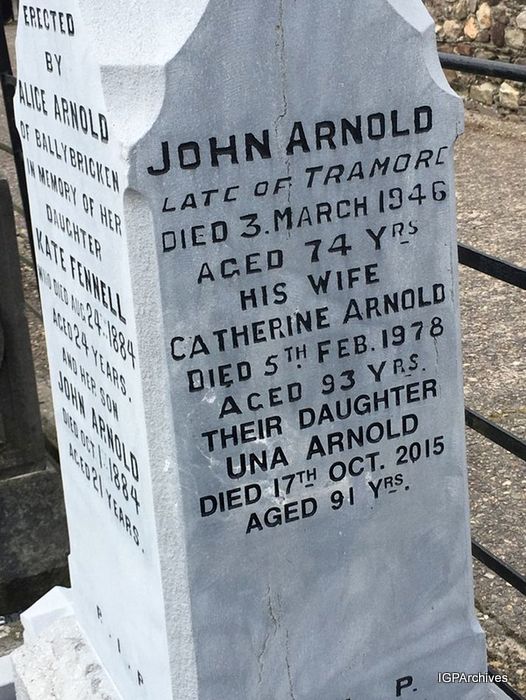 ERECTED
BY
ALICE ARNOLD
OF BALLYBRICKEN
IN MEMORY OF HER
DAUGHTER
KATE FENNELL
WHO DIED AUG 24TH 1884
AGED 24 YEARS.
AND HER SON
JOHN ARNOLD
DIED OCT 1ST 1884
AGED 21 YEARS.
R. I. P
JOHN ARNOLD
LATE OF TRAMORE
DIED 3. MARCH 1946
AGED 74 YRS
HIS WIFE
CATHERINE ARNOLD
DIED 5TH FEB. 1978
AGED 93 YRS.
THEIR DAUGHTER
UNA ARNOLD
DIED 17TH OCT. 2015
AGED 91 YRS.
P.
IGPArchives